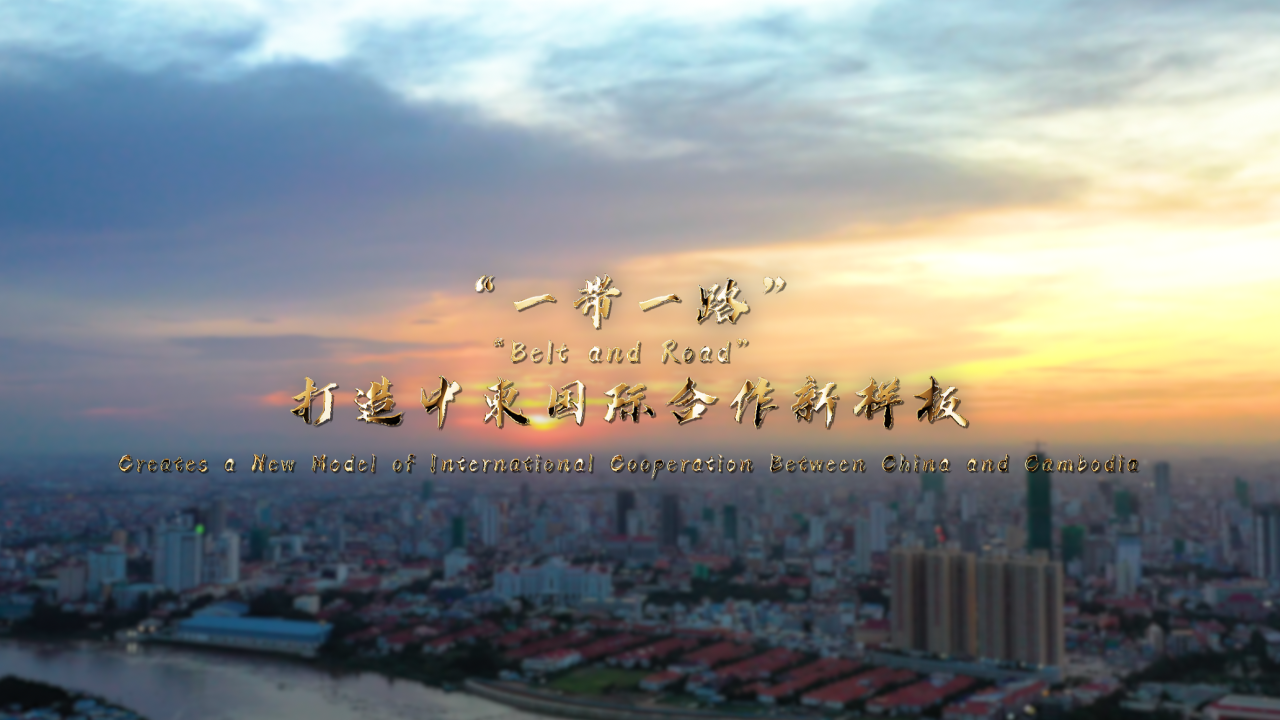 “一带一路”
“Belt and Road”
打造中柬国际合作新样板
Creates a New Model of International Cooperation Between China and Cambodia